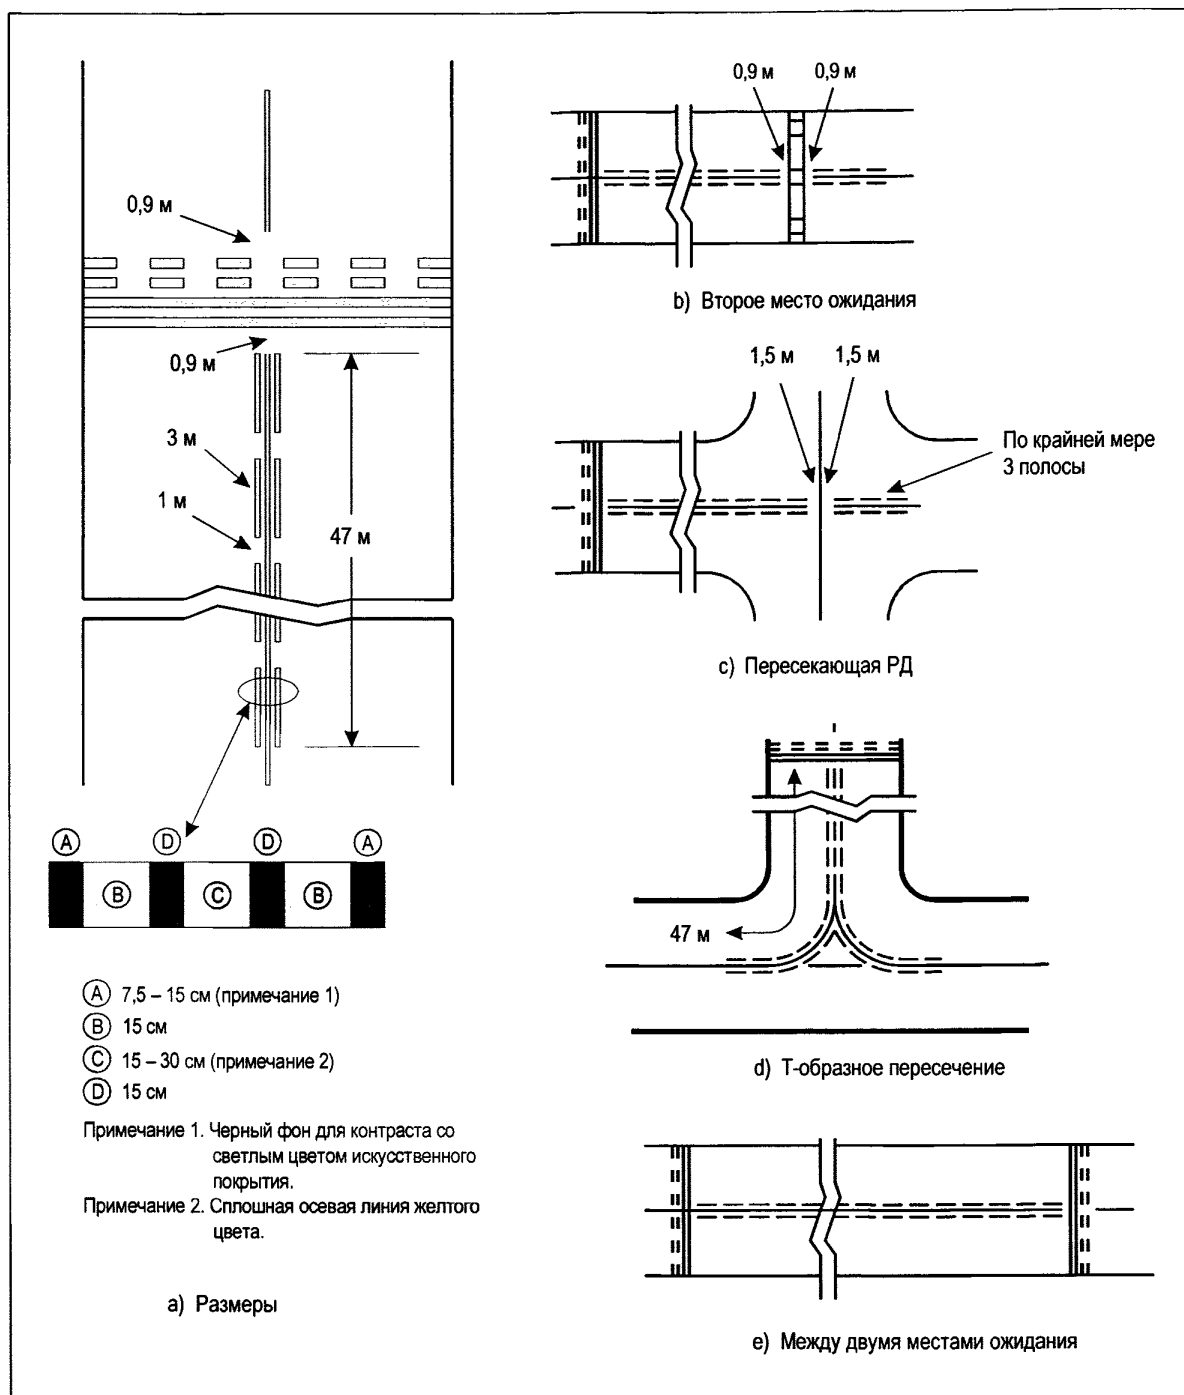 0,9 м
0,9 м
3 м
1 м
47 м
A D D A
B C B
A 7,5 – 15 см (примечание 1)
B 15 см
C 15 – 30 см (примечание 2)
D 15 см
Примечание 1. Черный фон для контраста со
светлым цветом искусственного
покрытия.
Примечание 2. Сплошная осевая линия желтого
цвета.
a) Размеры
0,9 м 0,9 м
b) Второе место ожидания
1,5 м 1,5 м
По крайней мере
3 полосы
c) Пересекающая РД
47 м
d) Т-образное пересечение
e) Между двумя местами ожидания